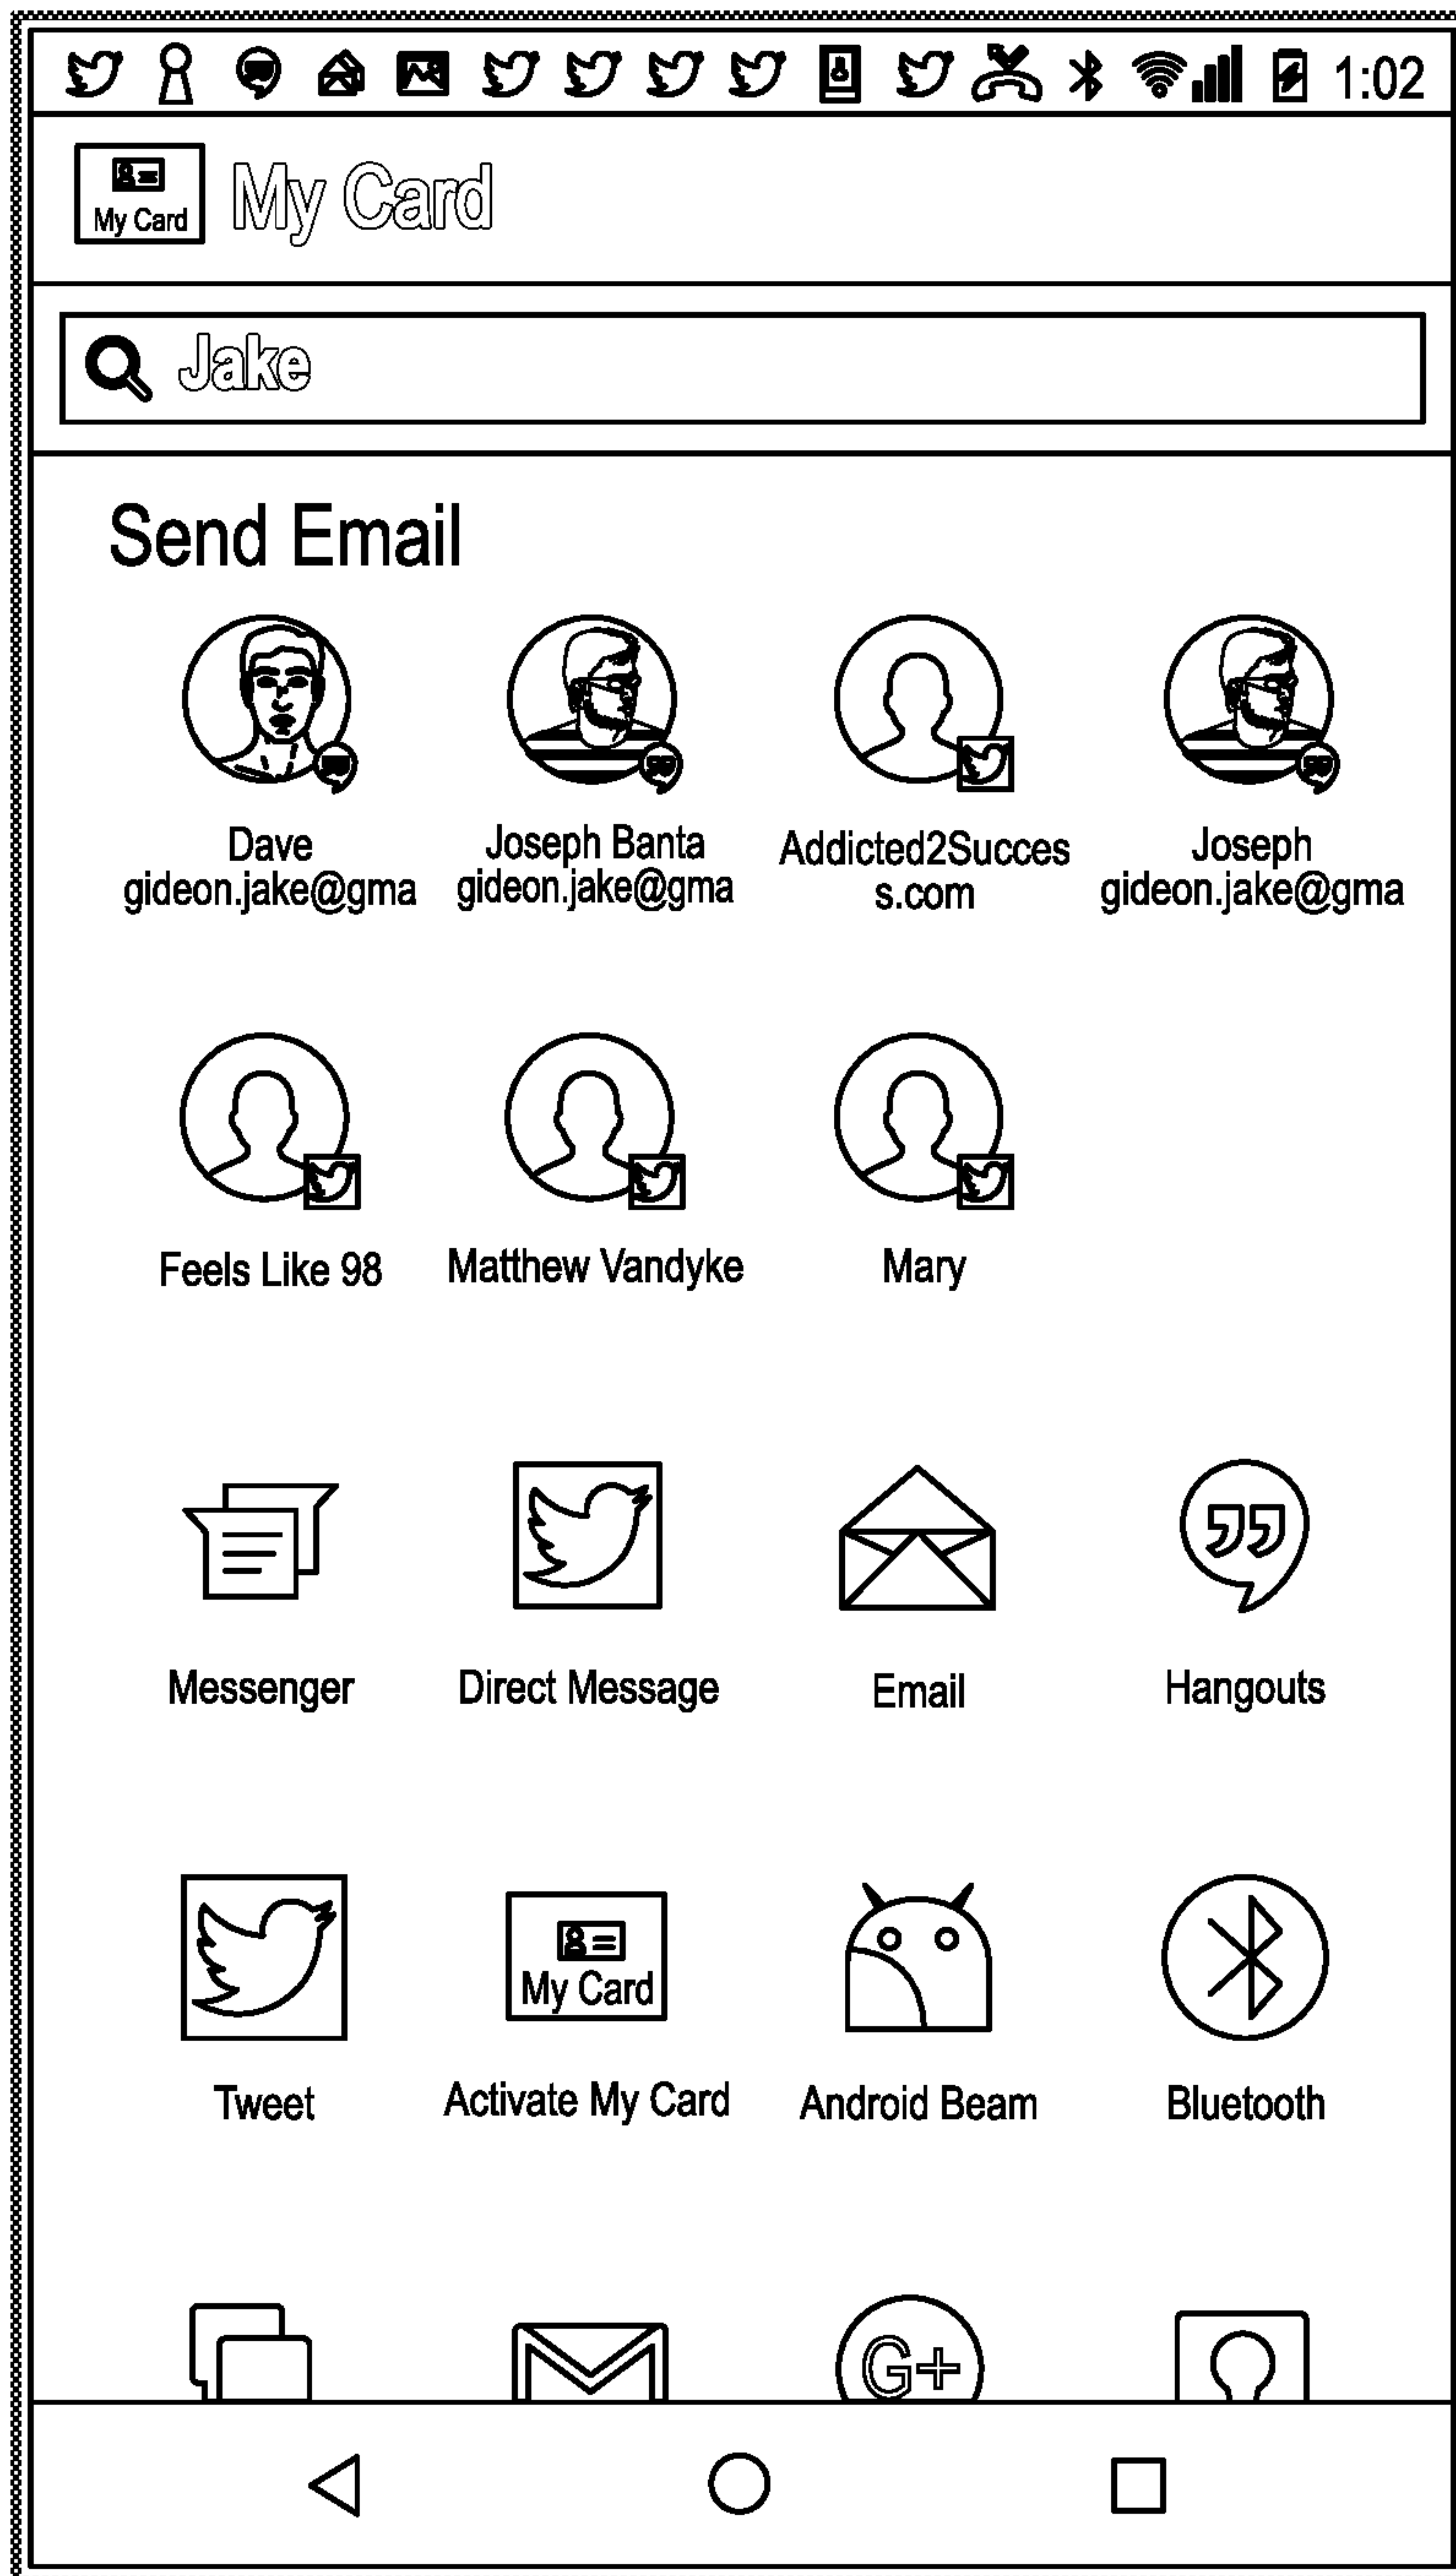 1:02
My Card
My Card
Jake
Send Email
Dave
gideon.jake@gma
Joseph Banta
gideon.jake@gma
Addicted2Succes
s.com
Joseph
gideon.jake@gma
Feels Like 98
Matthew Vandyke
Mary
Messenger
Direct Message
Email
Hangouts
My Card
Tweet
Activate My Card
Android Beam
Bluetooth
G+